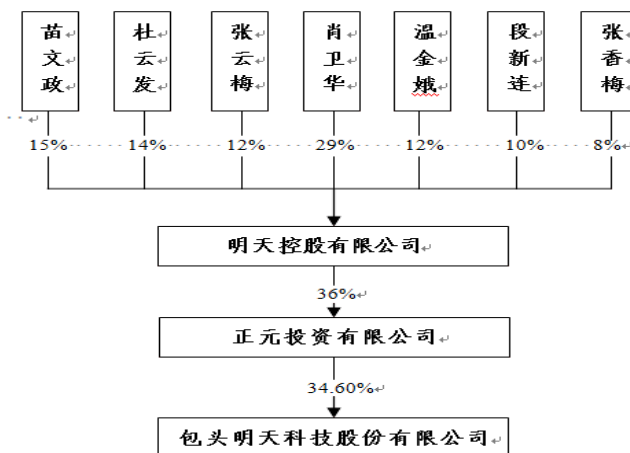 苗文政
杜云发
张云梅
肖卫华
温金娥
段新连
张香梅
15% 14% 12% 29% 12% 10% 8%
明天控股有限公司
36%
正元投资有限公司
34.60%
包头明天科技股份有限公司